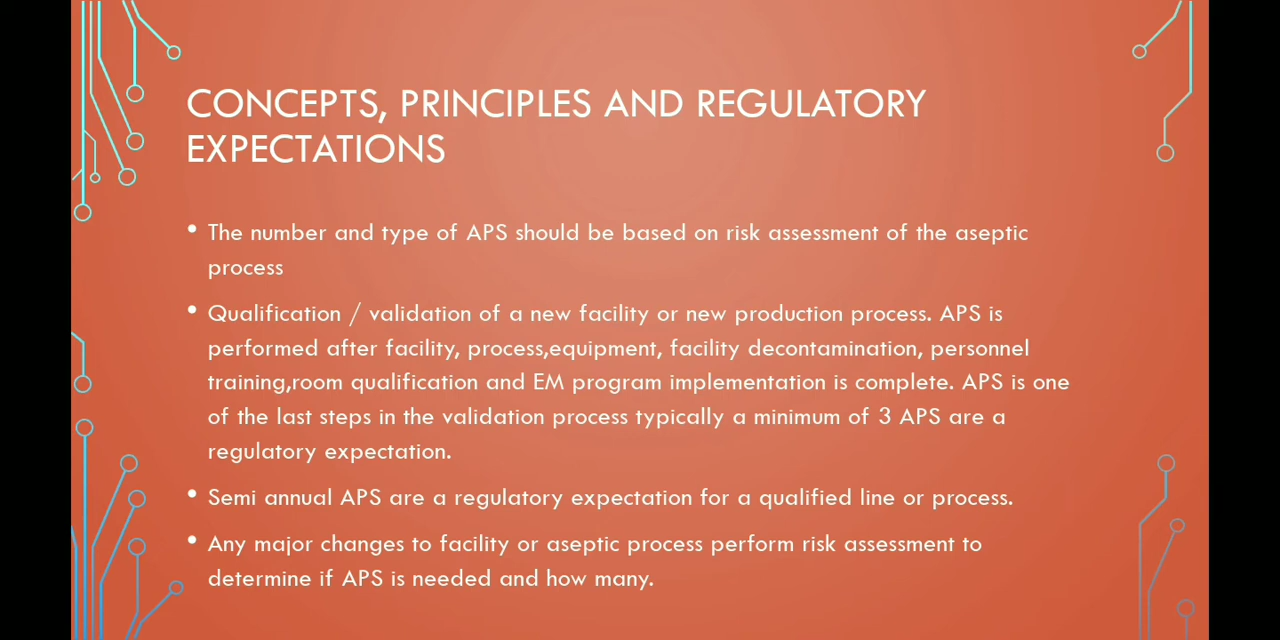 CONCEPTS, PRINCIPLES AND REGULATORY
EXPECTATIONS
• The number and type of APS should be based on risk assessment of the aseptic
process
• Qualification / validation of a new facility or new production process. APS is
performed after facility, process,equipment, facility decontamination, personnel
training,room qualification and EM program implementation is complete. APS is one
of the last steps in the validation process typically a minimum of 3 APS are a
regulatory expectation.
• Semi annual APS are a regulatory expectation for a qualified line or process.
• Any major changes to facility or aseptic process perform risk assessment to
determine if APS is needed and how many.